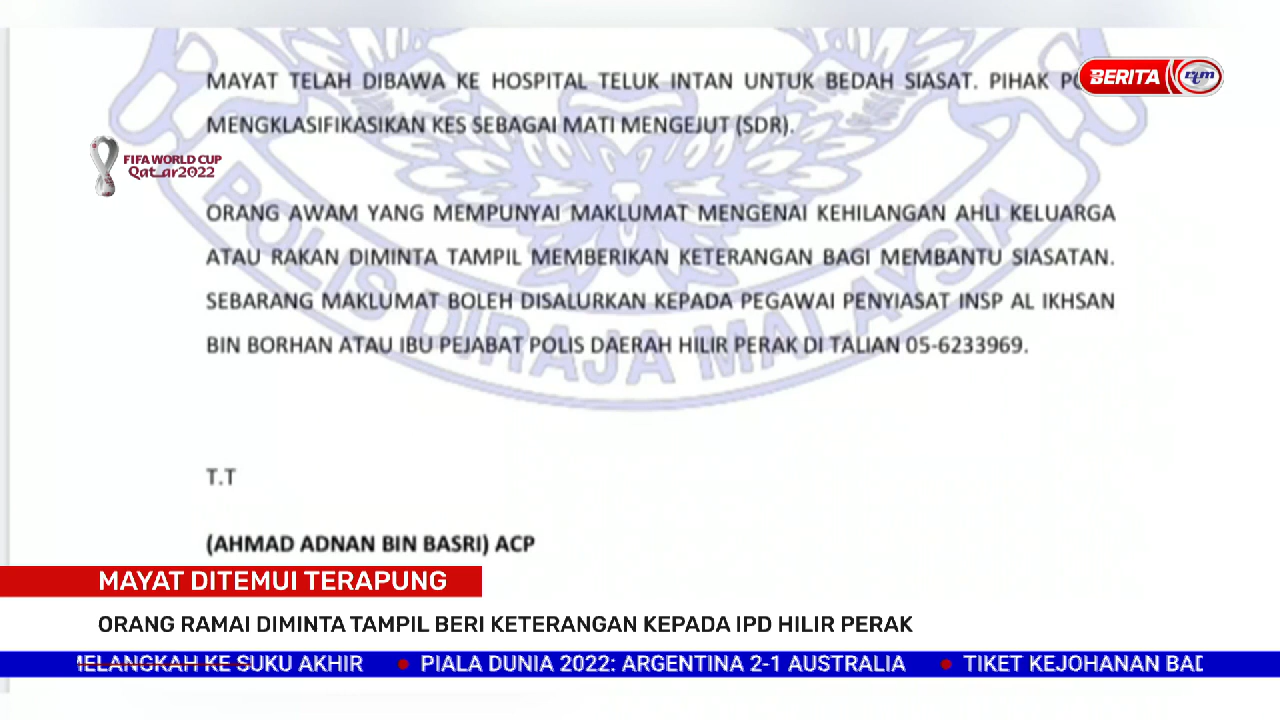 MAYAT TELAH DIBAWA KE HOSPITAL TELUK INTAN UNTUK BEDAH SIASAT. PIHAK
BERITA rtm
MENGKLASIFIKASIKAN KES SEBAGAI MATI MENGEJUT (SDR).
FIFA WORLD CUP
Qatar2022
ORANG AWAM YANG MEMPUNYAI MAKLUMAT MENGENAI KEHILANGAN AHLI KELUARGA
ATAU RAKAN DIMINTA TAMPIL MEMBERIKAN KETERANGAN BAGI MEMBANTU SIASATAN.
SEBARANG MAKLUMAT BOLEH DISALURKAN KEPADA PEGAWAI PENYIASAT INSP AL IKHSAN
BIN BORHAN ATAU IBU PEJABAT POLIS DAERAH HILIR PERAK DI TALIAN 05-6233969.
POLIS DIRAJA MALAYSIA
T.T
(AHMAD ADNAN BIN BASRI) ACP
MAYAT DITEMUI TERAPUNG
ORANG RAMAI DIMINTA TAMPIL BERI KETERANGAN KEPADA IPD HILIR PERAK
MELANGKAH KE SUKU AKHIR • PIALA DUNIA 2022: ARGENTINA 2-1 AUSTRALIA • TIKET KEJOHANAN